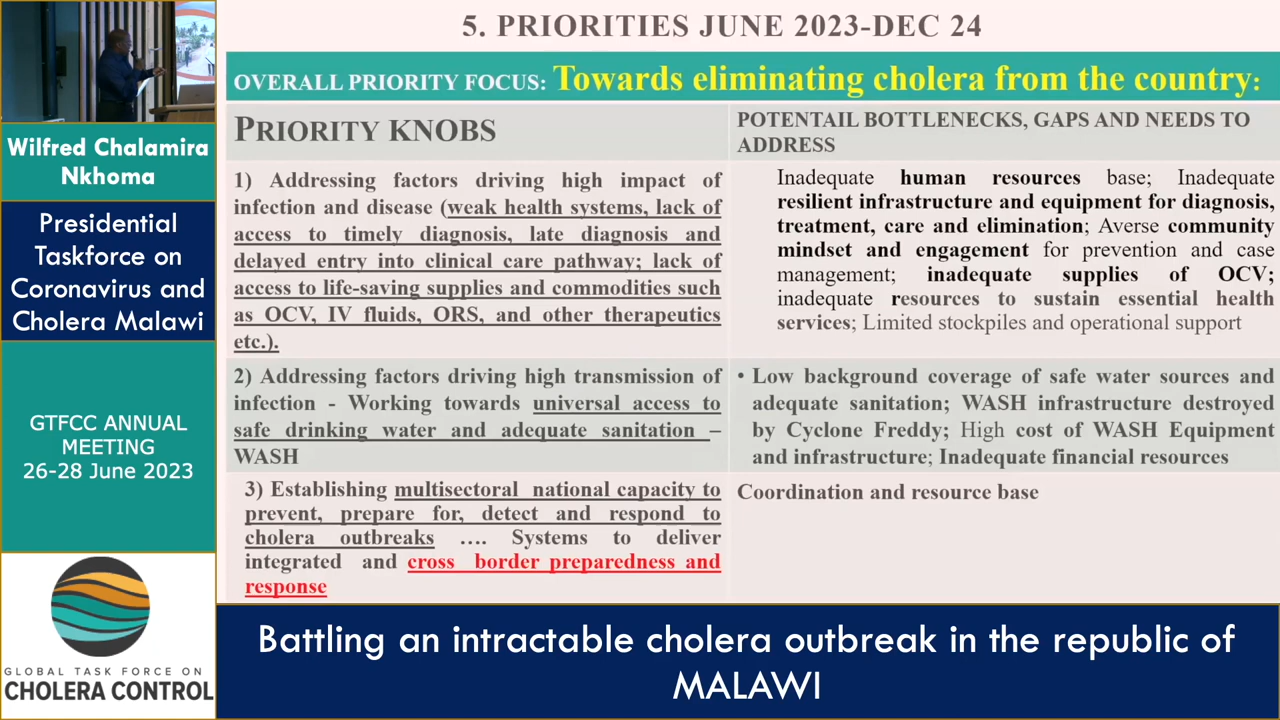 5. PRIORITIES JUNE 2023-DEC 24
OVERALL PRIORITY FOCUS: Towards eliminating cholera from the country:
PRIORITY KNOBS
POTENTAIL BOTTLENECKS, GAPS AND NEEDS TO
ADDRESS
1) Addressing factors driving high impact of
infection and disease (weak health systems, lack of
access to timely diagnosis, late diagnosis and
delayed entry into clinical care pathway; lack of
access to life-saving supplies and commodities such
as OCV, IV fluids, ORS, and other therapeutics
etc.).
Inadequate human resources base; Inadequate
resilient infrastructure and equipment for diagnosis,
treatment, care and elimination; Averse community
mindset and engagement for prevention and case
management; inadequate supplies of OCV;
inadequate resources to sustain essential health
services; Limited stockpiles and operational support
2) Addressing factors driving high transmission of
infection - Working towards universal access to
safe drinking water and adequate sanitation –
WASH
• Low background coverage of safe water sources and
adequate sanitation; WASH infrastructure destroyed
by Cyclone Freddy; High cost of WASH Equipment
and infrastructure; Inadequate financial resources
3) Establishing multisectoral national capacity to
prevent, prepare for, detect and respond to
cholera outbreaks …. Systems to deliver
integrated and cross border preparedness and
response
Coordination and resource base
Wilfred Chalamira
Nkhoma
Presidential
Taskforce on
Coronavirus and
Cholera Malawi
GTFCC ANNUAL
MEETING
26-28 June 2023
GLOBAL TASK FORCE ON
CHOLERA CONTROL
Battling an intractable cholera outbreak in the republic of
MALAWI